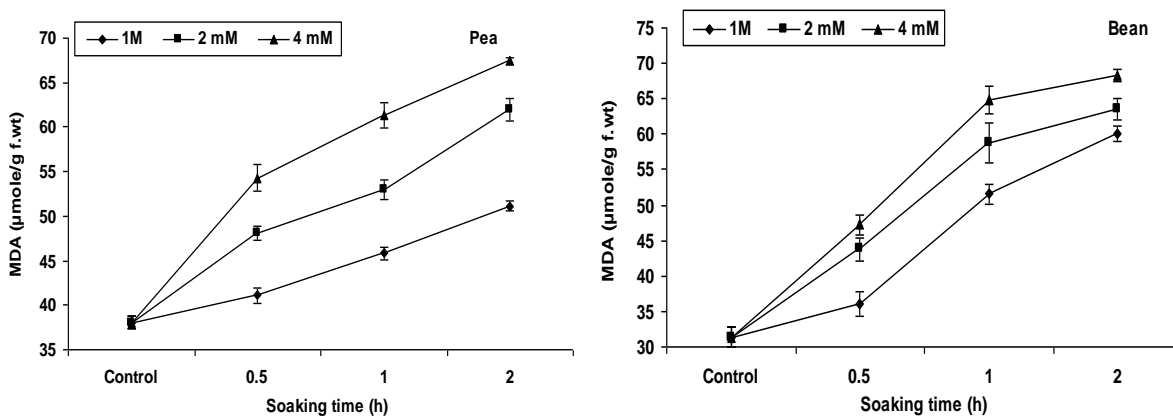 1M 2 mM 4 mM
Pea
70
65
60
55
50
45
40
35
MDA (µmole/g f.wt)
Control 0.5 1 2
Soaking time (h)
1M 2 mM 4 mM
Bean
75
70
65
60
55
50
45
40
35
30
MDA (µmole/g f.wt)
Control 0.5 1 2
Soaking time (h)